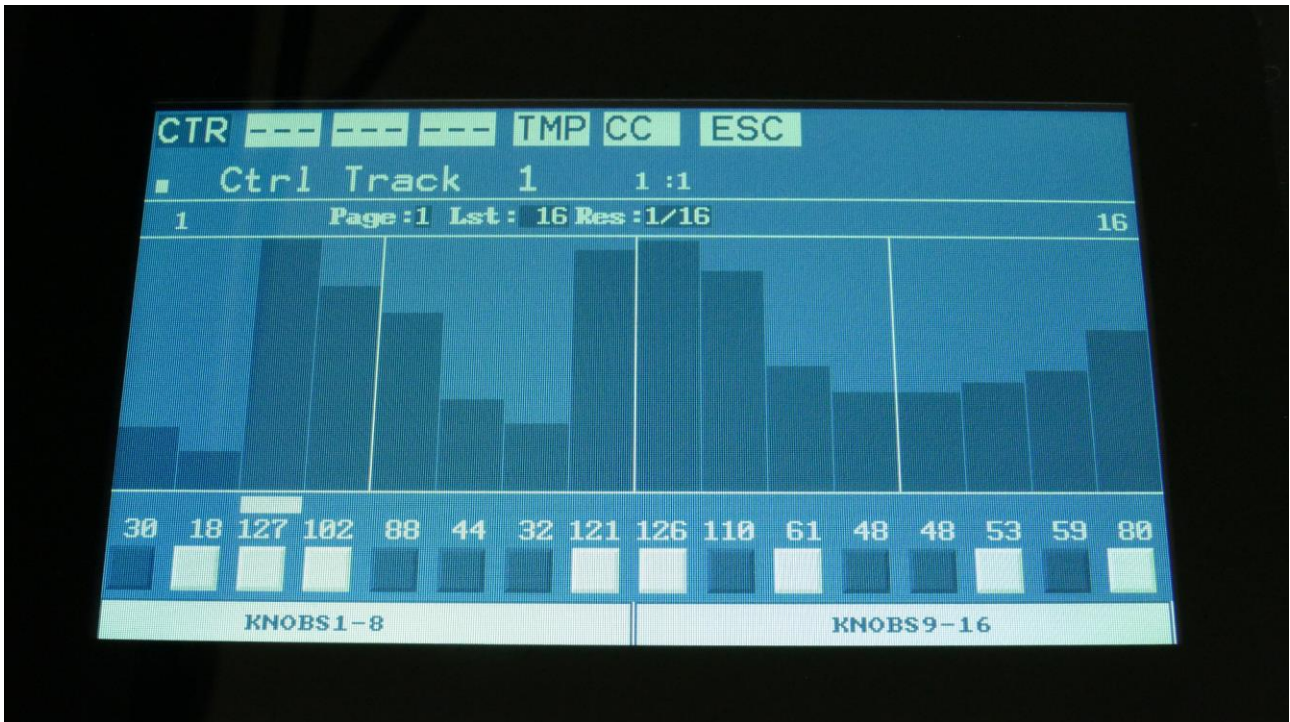 CTR --- --- --- TMP CC ESC
Ctrl Track 1 1 :1
1 Page:1 Lst: 16 Res:1/16 16
30 18 127 102 88 44 32 121 126 110 61 48 48 53 59 80
KNOBS1-8 KNOBS9-16